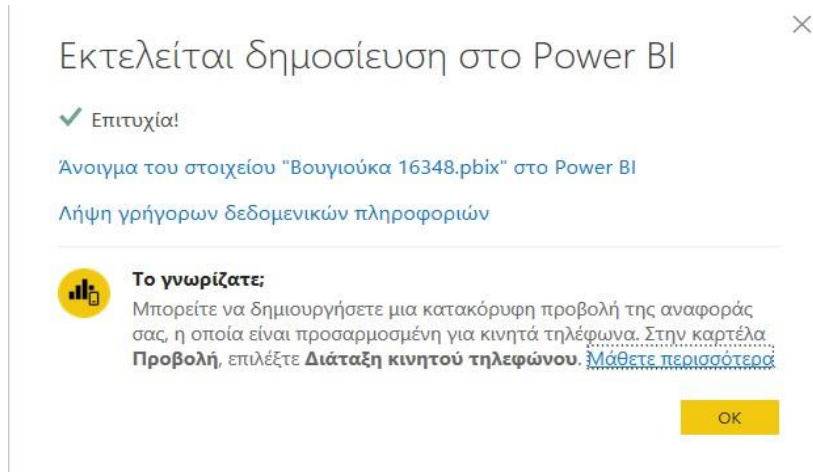 Εκτελείται δημοσίευση στο Power BI
Επιτυχία!
Άνοιγμα του στοιχείου "Βουγιούκα 16348.pbix" στο Power BI
Λήψη γρήγορων δεδομενικών πληροφοριών
Το γνωρίζατε;
Μπορείτε να δημιουργήσετε μια κατακόρυφη προβολή της αναφοράς
σας, η οποία είναι προσαρμοσμένη για κινητά τηλέφωνα. Στην καρτέλα
Προβολή, επιλέξτε Διάταξη κινητού τηλεφώνου. Μάθετε περισσότερα
OK